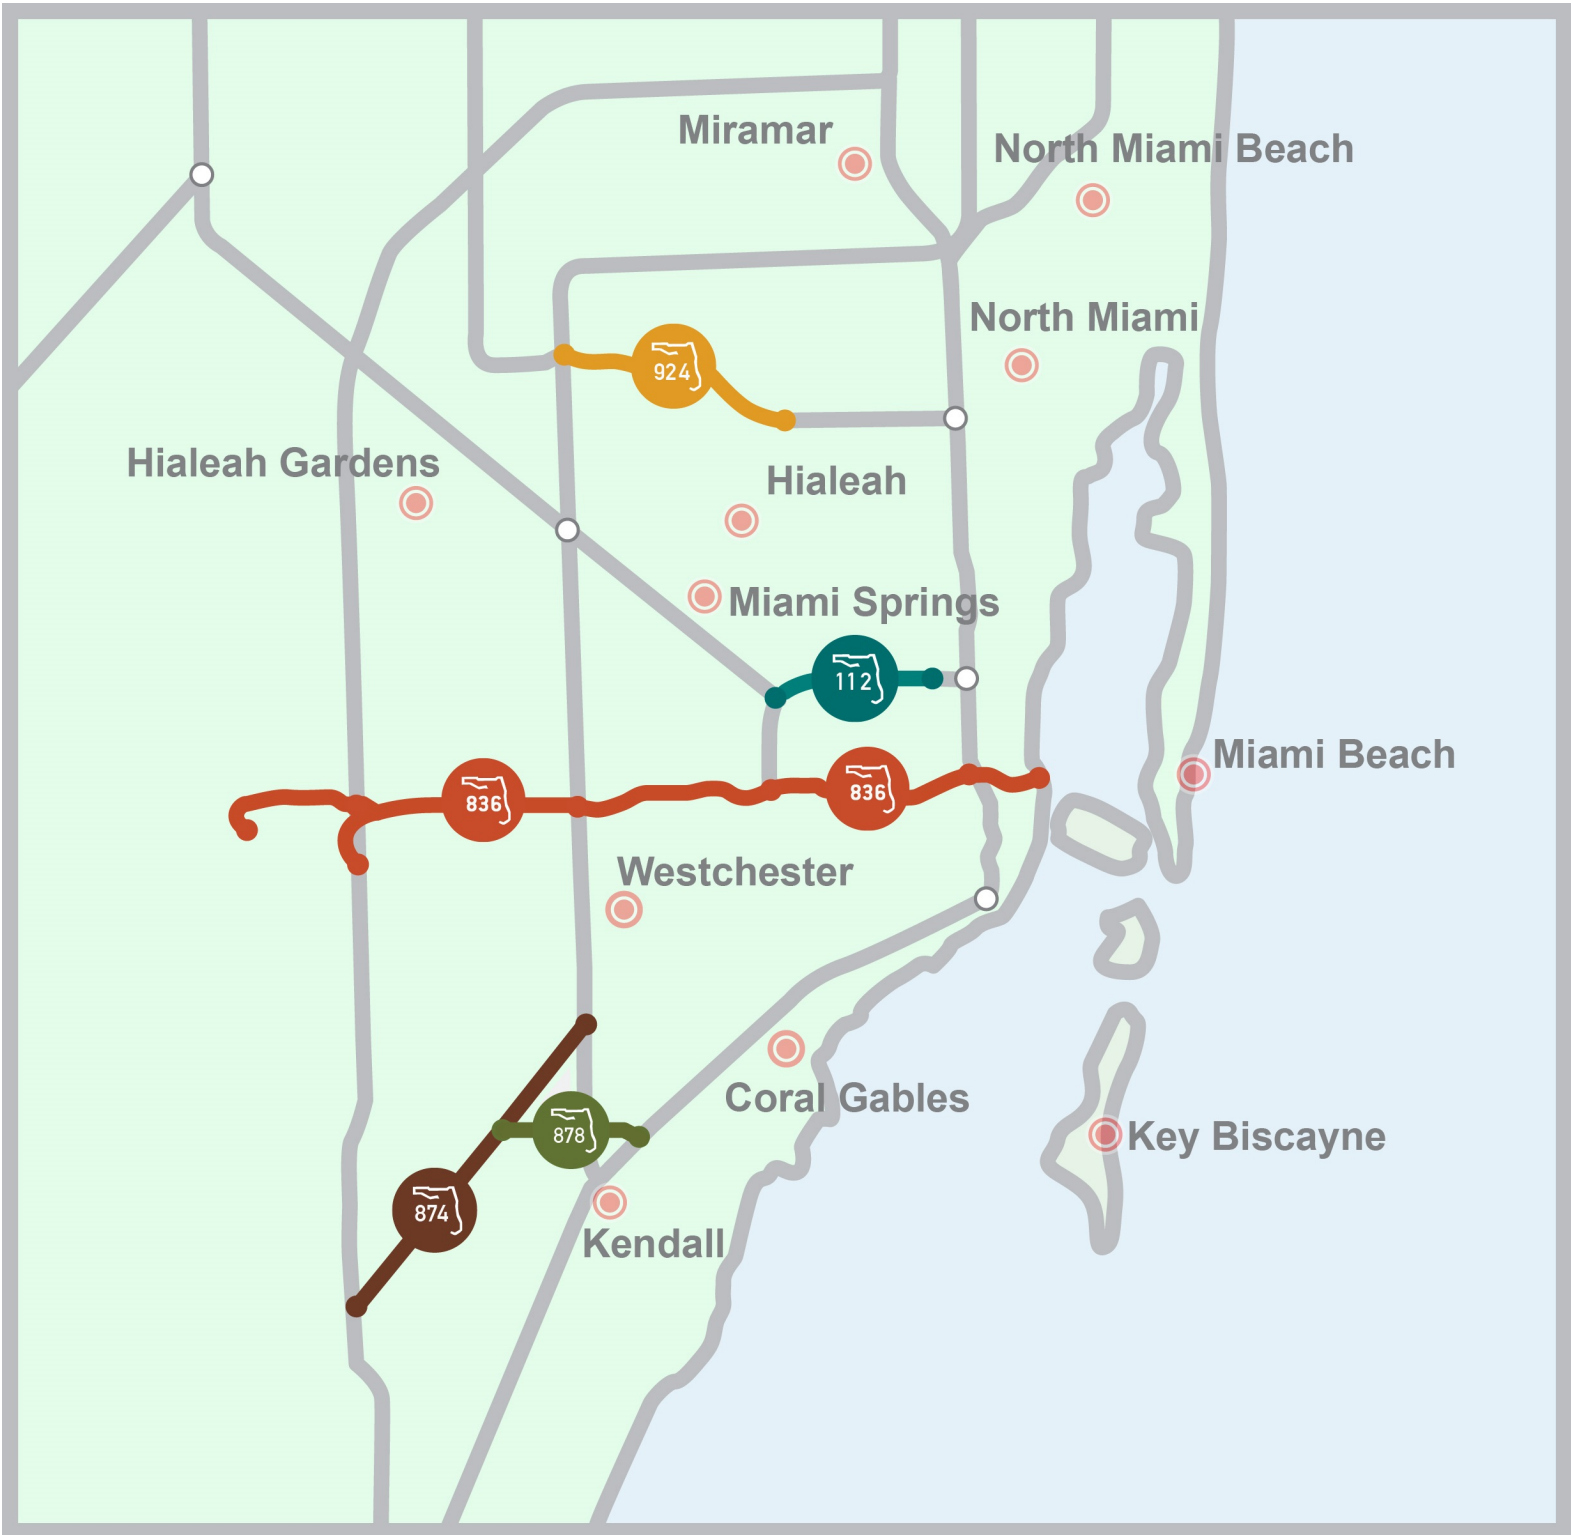 Miramar
North Miami Beach
North Miami
924
Hialeah Gardens
Hialeah
Miami Springs
112
Miami Beach
836
836
Westchester
Coral Gables
878
Key Biscayne
874
Kendall